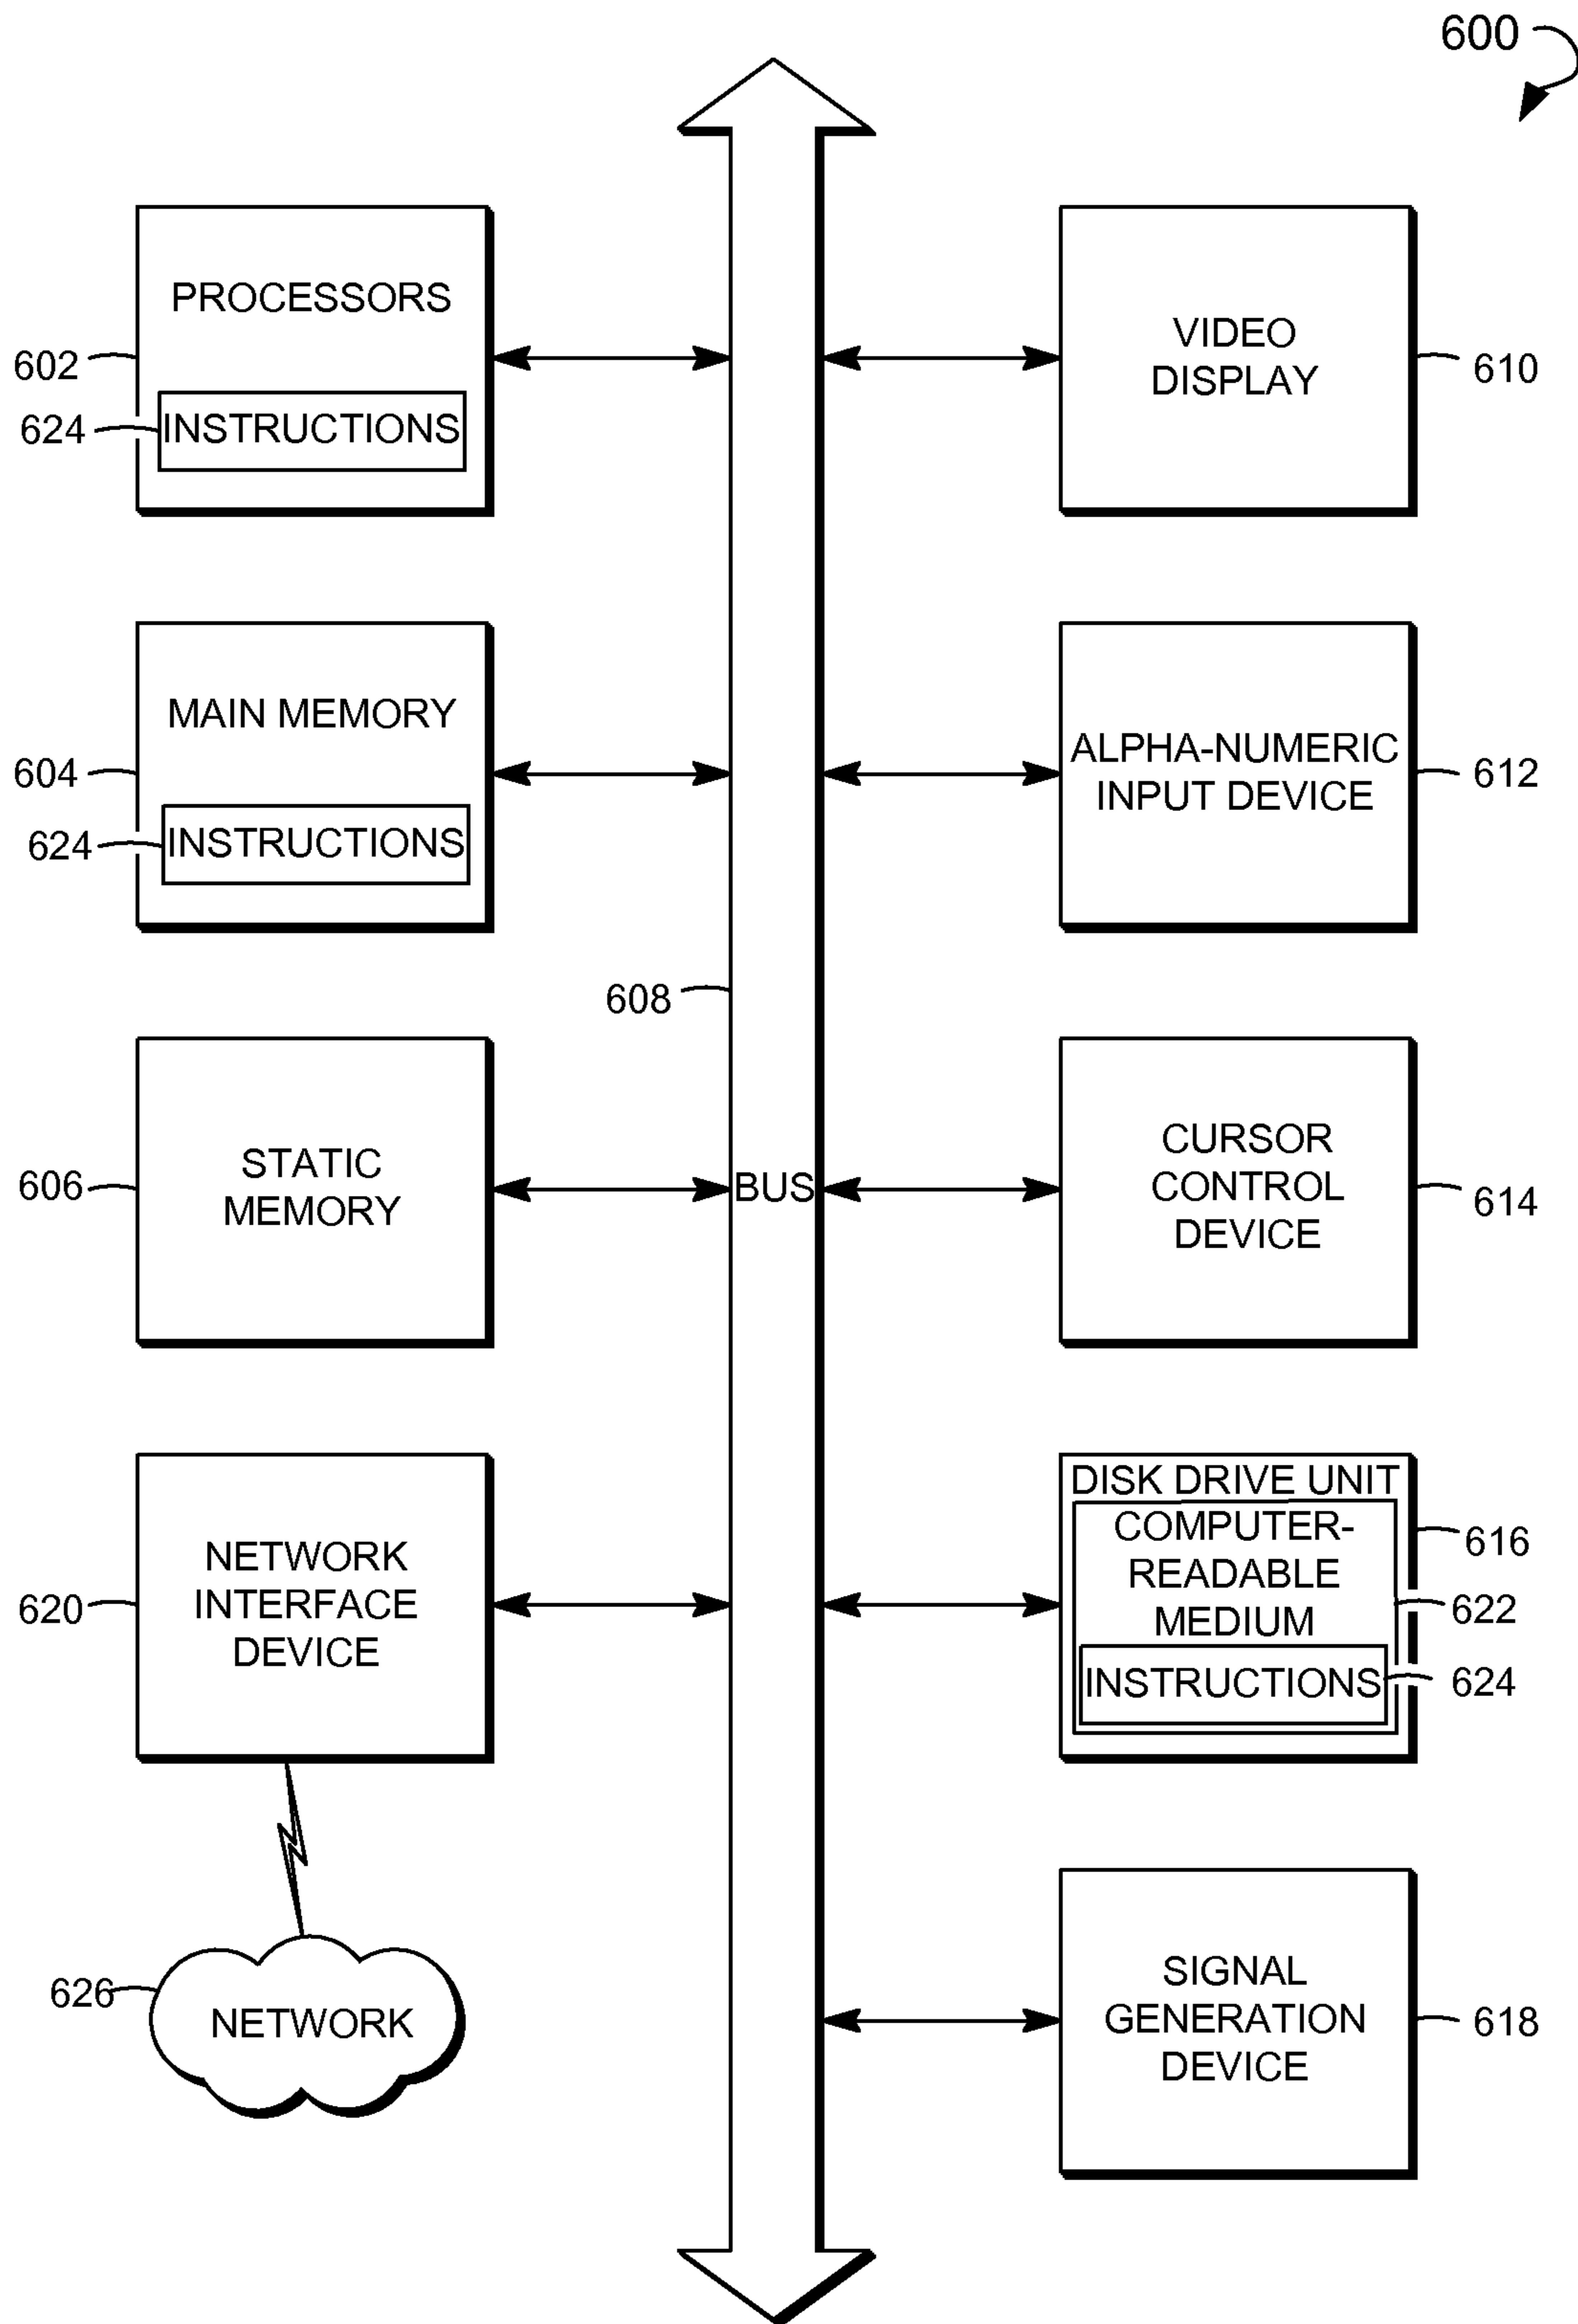 600
PROCESSORS
602
624
INSTRUCTIONS
VIDEO
DISPLAY
610
MAIN MEMORY
604
624
INSTRUCTIONS
ALPHA-NUMERIC
INPUT DEVICE
612
608
STATIC
MEMORY
606
BUS
CURSOR
CONTROL
DEVICE
614
NETWORK
INTERFACE
DEVICE
620
DISK DRIVE UNIT
COMPUTER-
READABLE
MEDIUM
INSTRUCTIONS
616
622
624
626
NETWORK
SIGNAL
GENERATION
DEVICE
618